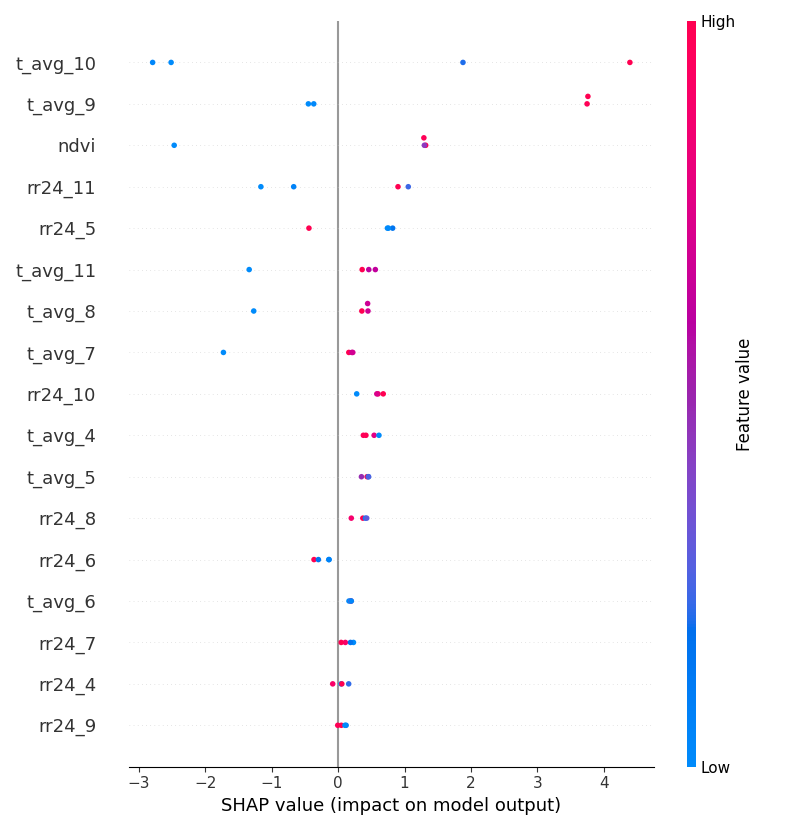 High
t_avg_10
t_avg_9
ndvi
rr24_11
rr24_5
t_avg_11
t_avg_8
t_avg_7
rr24_10
t_avg_4
t_avg_5
rr24_8
rr24_6
t_avg_6
rr24_7
rr24_4
rr24_9
Feature value
Low
−3 −2 −1 0 1 2 3 4
SHAP value (impact on model output)